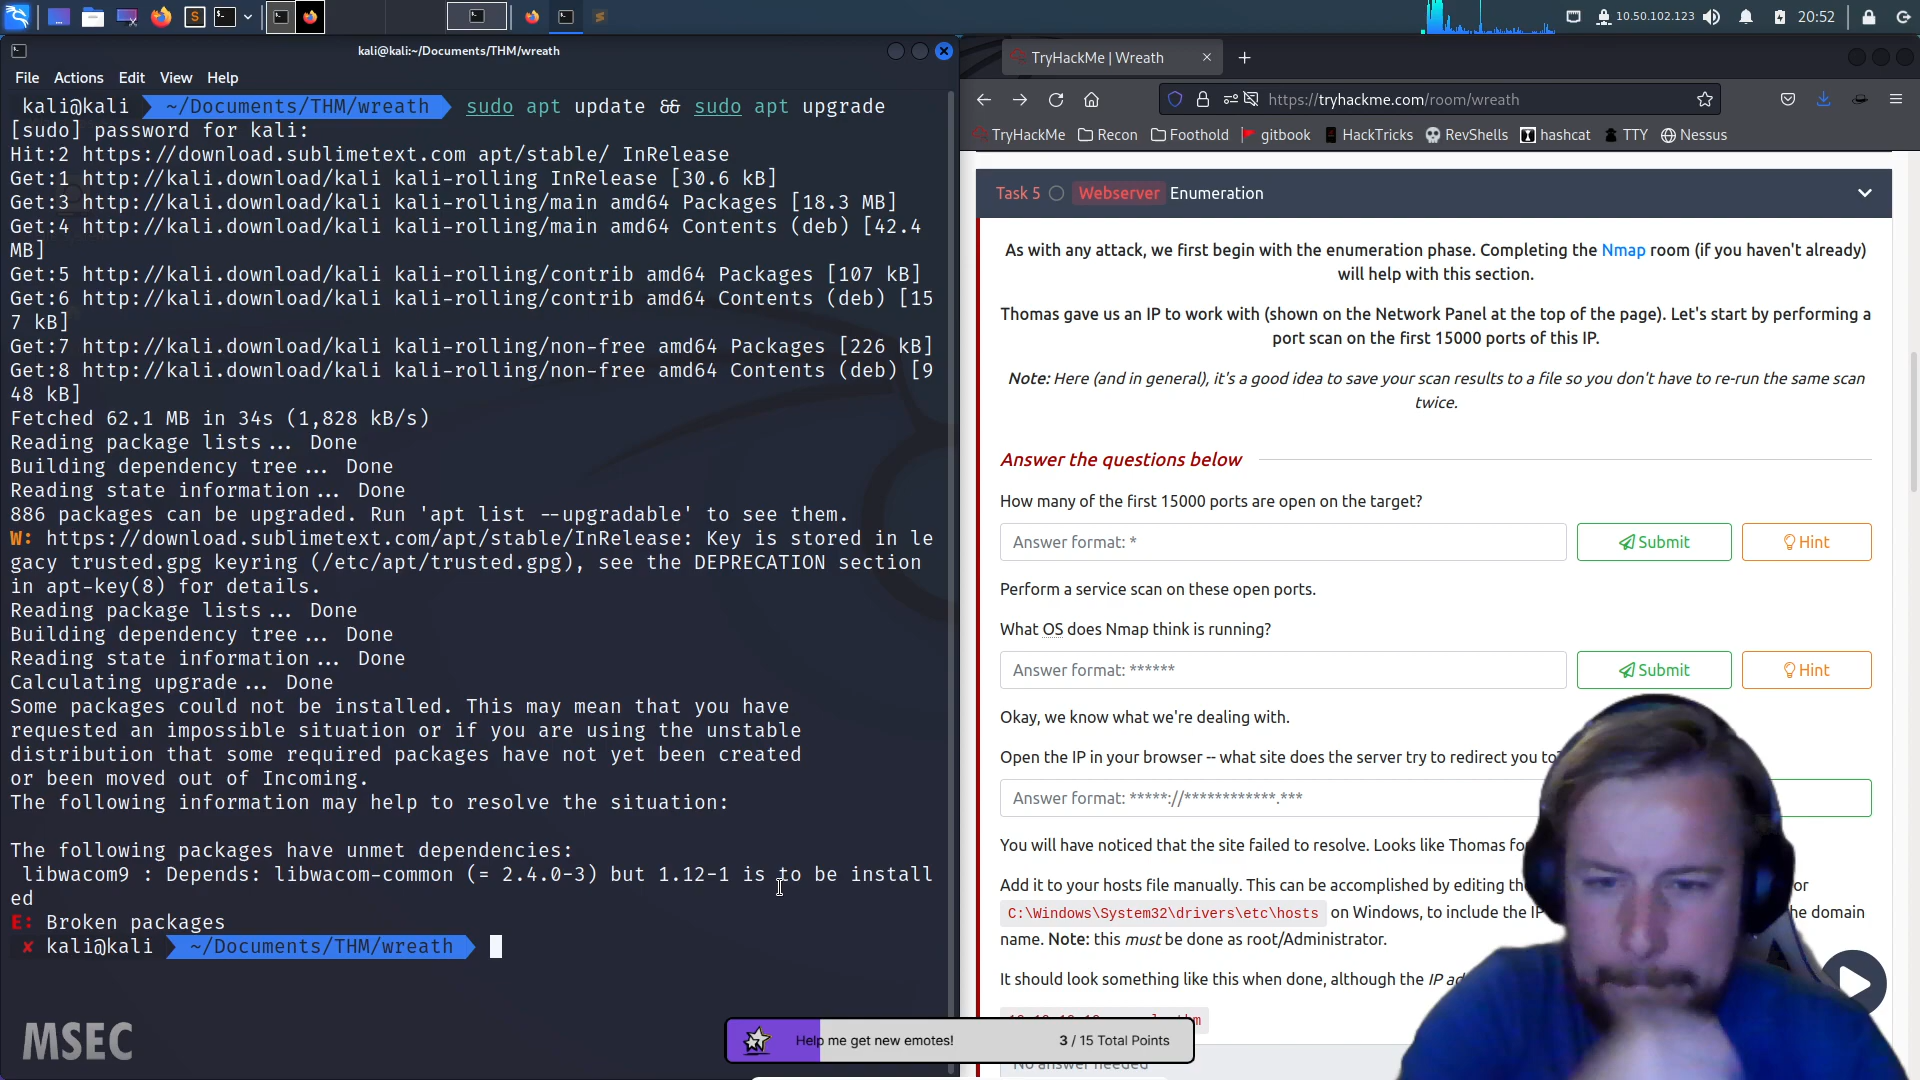 10.50.102.123
20:52
kali@kali:~/Documents/THM/wreath
File Actions Edit View Help
kali@kali ~/Documents/THM/wreath sudo apt update && sudo apt upgrade
[sudo] password for kali:
Hit:2 https://download.sublimetext.com apt/stable/ InRelease
Get:1 http://kali.download/kali kali-rolling InRelease [30.6 kB]
Get:3 http://kali.download/kali kali-rolling/main amd64 Packages [18.3 MB]
Get:4 http://kali.download/kali kali-rolling/main amd64 Contents (deb) [42.4
MB]
Get:5 http://kali.download/kali kali-rolling/contrib amd64 Packages [107 kB]
Get:6 http://kali.download/kali kali-rolling/contrib amd64 Contents (deb) [15
7 kB]
Get:7 http://kali.download/kali kali-rolling/non-free amd64 Packages [226 kB]
Get:8 http://kali.download/kali kali-rolling/non-free amd64 Contents (deb) [9
48 kB]
Fetched 62.1 MB in 34s (1,828 kB/s)
Reading package lists... Done
Building dependency tree... Done
Reading state information... Done
886 packages can be upgraded. Run 'apt list --upgradable' to see them.
W: https://download.sublimetext.com/apt/stable/InRelease: Key is stored in le
gacy trusted.gpg keyring (/etc/apt/trusted.gpg), see the DEPRECATION section
in apt-key(8) for details.
Reading package lists... Done
Building dependency tree... Done
Reading state information... Done
Calculating upgrade... Done
Some packages could not be installed. This may mean that you have
requested an impossible situation or if you are using the unstable
distribution that some required packages have not yet been created
or been moved out of Incoming.
The following information may help to resolve the situation:
The following packages have unmet dependencies:
libwacom9 : Depends: libwacom-common (= 2.4.0-3) but 1.12-1 is to be install
ed
E: Broken packages
✘ kali@kali ~/Documents/THM/wreath
MSEC
Help me get new emotes! 3 / 15 Total Points
TryHackMe | Wreath
https://tryhackme.com/room/wreath
TryHackMe Recon Foothold gitbook HackTricks RevShells hashcat TTY Nessus
Task 5 Webserver Enumeration
As with any attack, we first begin with the enumeration phase. Completing the Nmap room (if you haven't already)
will help with this section.
Thomas gave us an IP to work with (shown on the Network Panel at the top of the page). Let's start by performing a
port scan on the first 15000 ports of this IP.
Note: Here (and in general), it's a good idea to save your scan results to a file so you don't have to re-run the same scan
twice.
Answer the questions below
How many of the first 15000 ports are open on the target?
Answer format: * Submit Hint
Perform a service scan on these open ports.
What OS does Nmap think is running?
Answer format: ****** Submit Hint
Okay, we know what we're dealing with.
Open the IP in your browser -- what site does the server try to redirect you to?
Answer format: *****://************.***
You will have noticed that the site failed to resolve. Looks like Thomas
Add it to your hosts file manually. This can be accomplished by editing the or
C:\Windows\System32\drivers\etc\hosts on Windows, to include the IP he domain
name. Note: this must be done as root/Administrator.
It should look something like this when done, although the IP
No answer needed